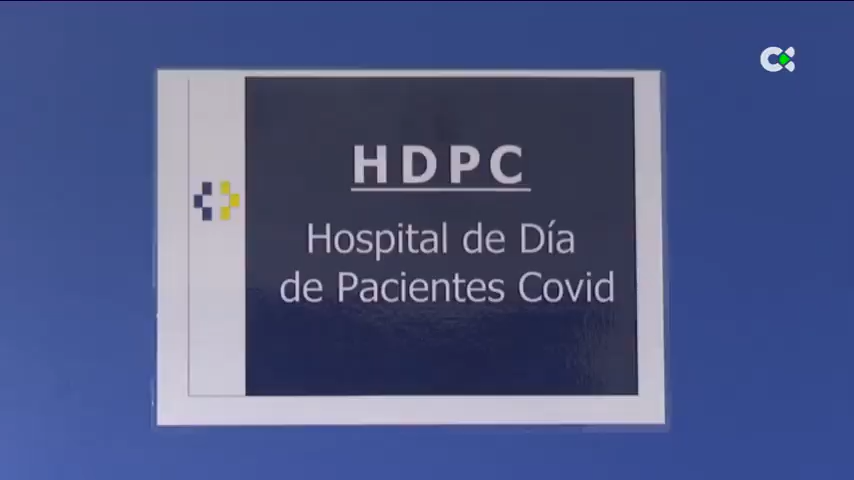 HDPC
Hospital de Día
de Pacientes Covid